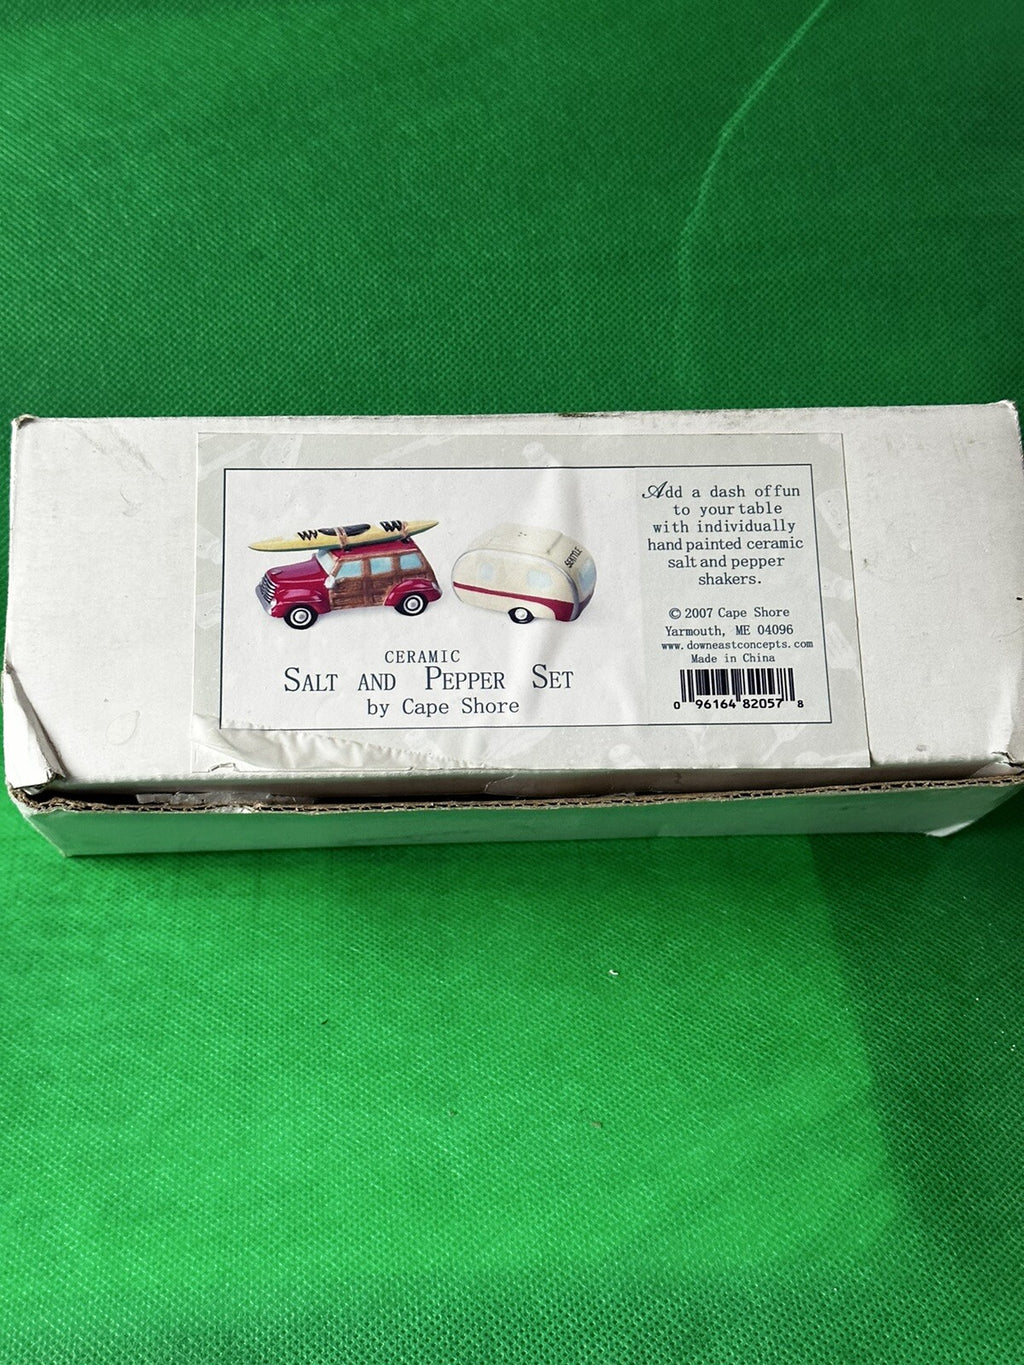 SEATTLE
CERAMIC
SALT AND PEPPER SET
by Cape Shore
Add a dash of fun
to your table
with individually
hand painted ceramic
salt and pepper
shakers.
© 2007 Cape Shore
Yarmouth, ME 04096
www.downeastconcepts.com
Made in China
0 96164 82057 8